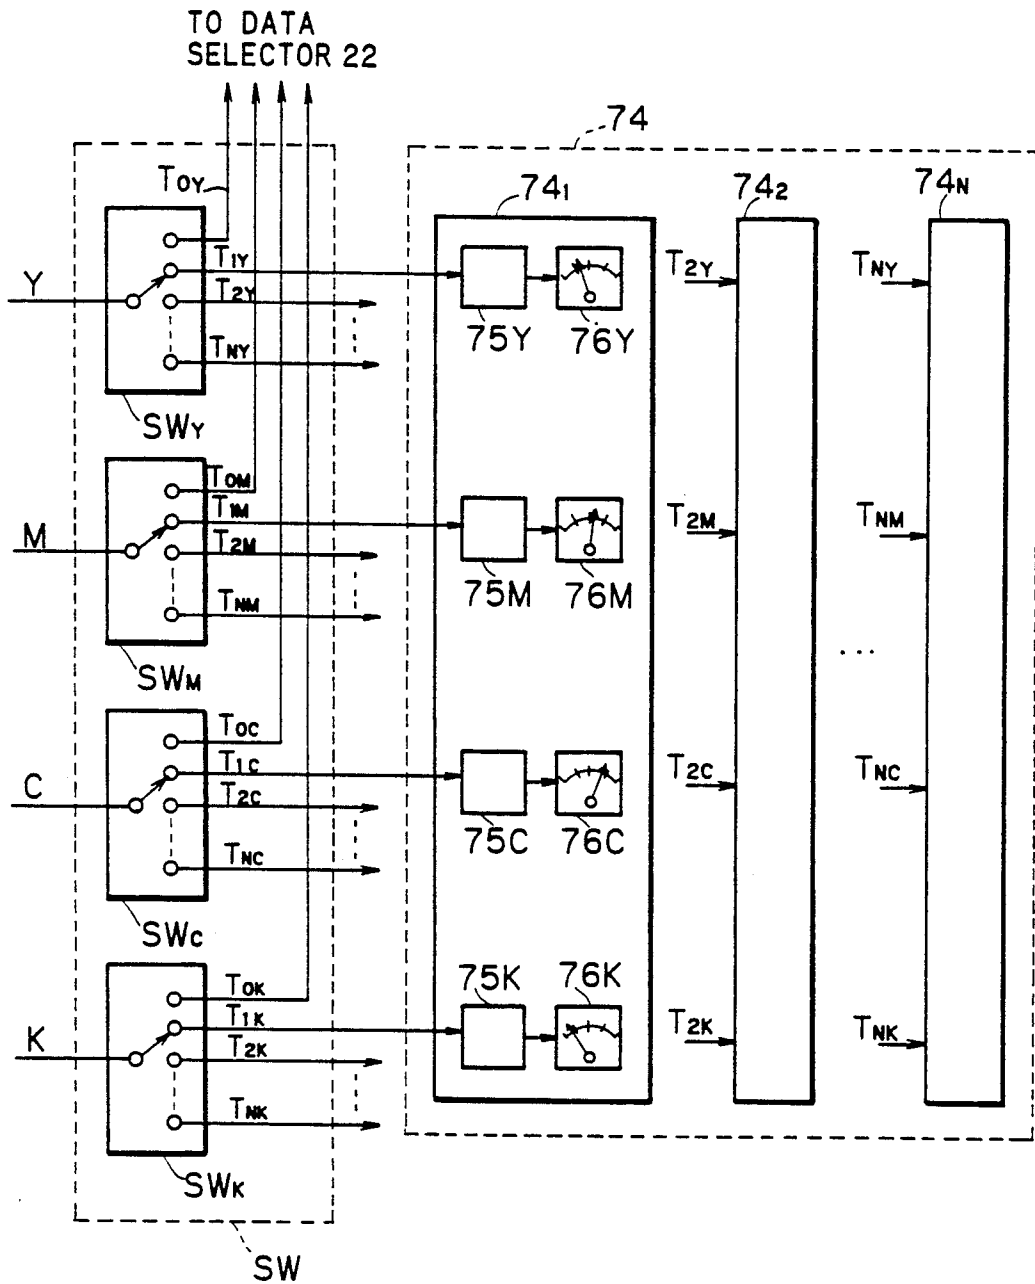 TO DATA
SELECTOR 22
74
T0Y
74₁
74₂
74N
Y
T1Y
T2Y
TNY
SWY
75Y
76Y
T2Y
TNY
M
T0M
T1M
T2M
TNM
SWM
75M
76M
T2M
TNM
...
C
T0C
T1C
T2C
TNC
SWC
75C
76C
T2C
TNC
K
T0K
T1K
T2K
TNK
SWK
75K
76K
T2K
TNK
SW